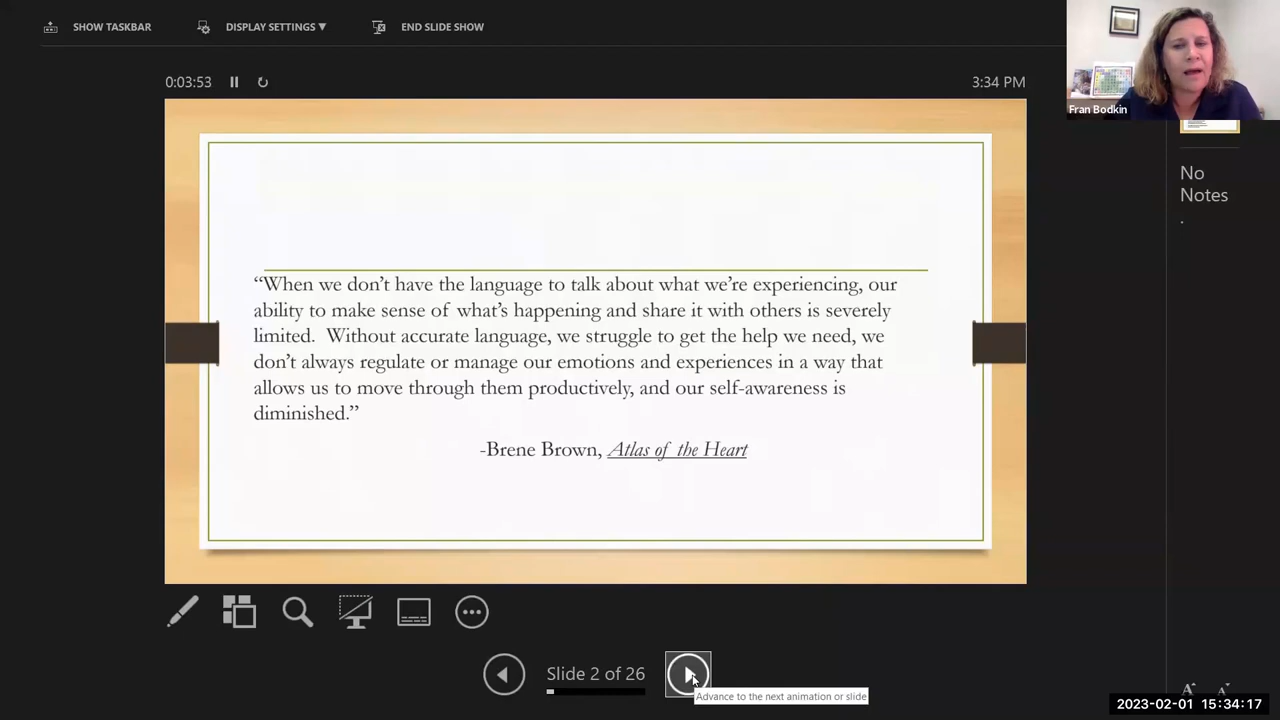 SHOW TASKBAR
DISPLAY SETTINGS ▼
END SLIDE SHOW
0:03:53
3:34 PM
Fran Bodkin
No
Notes
.
“When we don’t have the language to talk about what we’re experiencing, our
ability to make sense of what’s happening and share it with others is severely
limited.  Without accurate language, we struggle to get the help we need, we
don’t always regulate or manage our emotions and experiences in a way that
allows us to move through them productively, and our self-awareness is
diminished.”
-Brene Brown, Atlas of the Heart
Slide 2 of 26
Advance to the next animation or slide
A A
2023-02-01 15:34:17